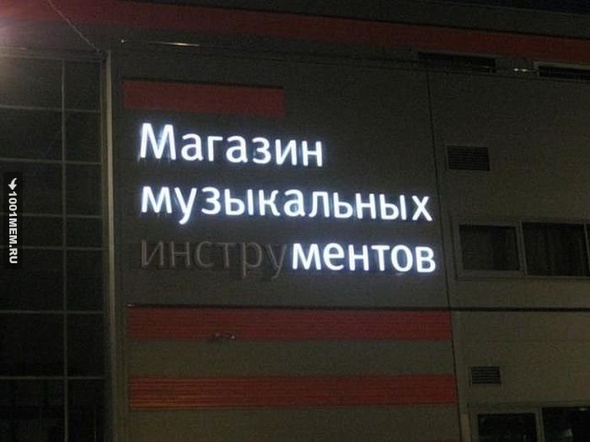 Магазин
музыкальных
инструментов
1001MEM.RU